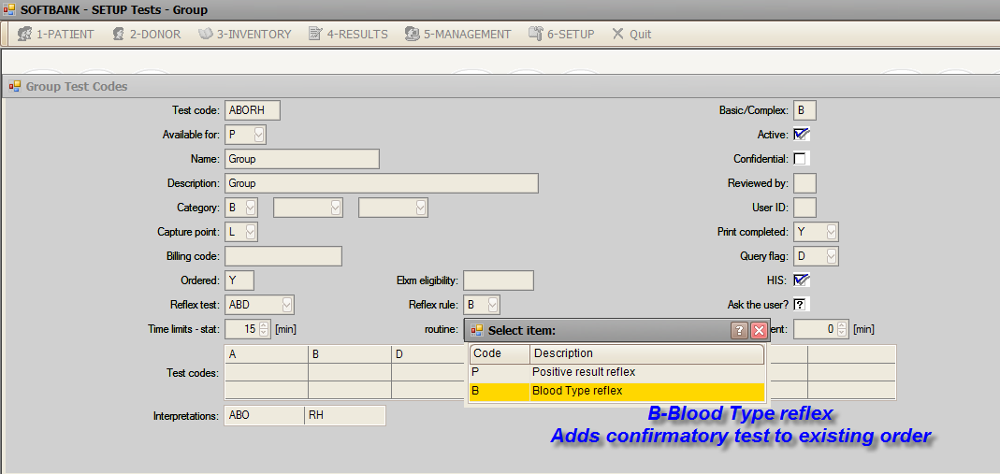 SOFTBANK - SETUP Tests - Group
1-PATIENT 2-DONOR 3-INVENTORY 4-RESULTS 5-MANAGEMENT 6-SETUP Quit
Group Test Codes
Test code: ABORH Basic/Complex: B
Available for: P Active:
Name: Group Confidential:
Description: Group Reviewed by:
Category: B User ID:
Capture point: L Print completed: Y
Billing code: Query flag: D
Ordered: Y Elxm eligibility: HIS:
Reflex test: ABD Reflex rule: B Ask the user? ?
Time limits - stat: 15 [min] routine: ent: 0 [min]
Select item: ?
Code Description
P Positive result reflex
B Blood Type reflex
Test codes: A B D
Interpretations: ABO RH
B-Blood Type reflex
Adds confirmatory test to existing order